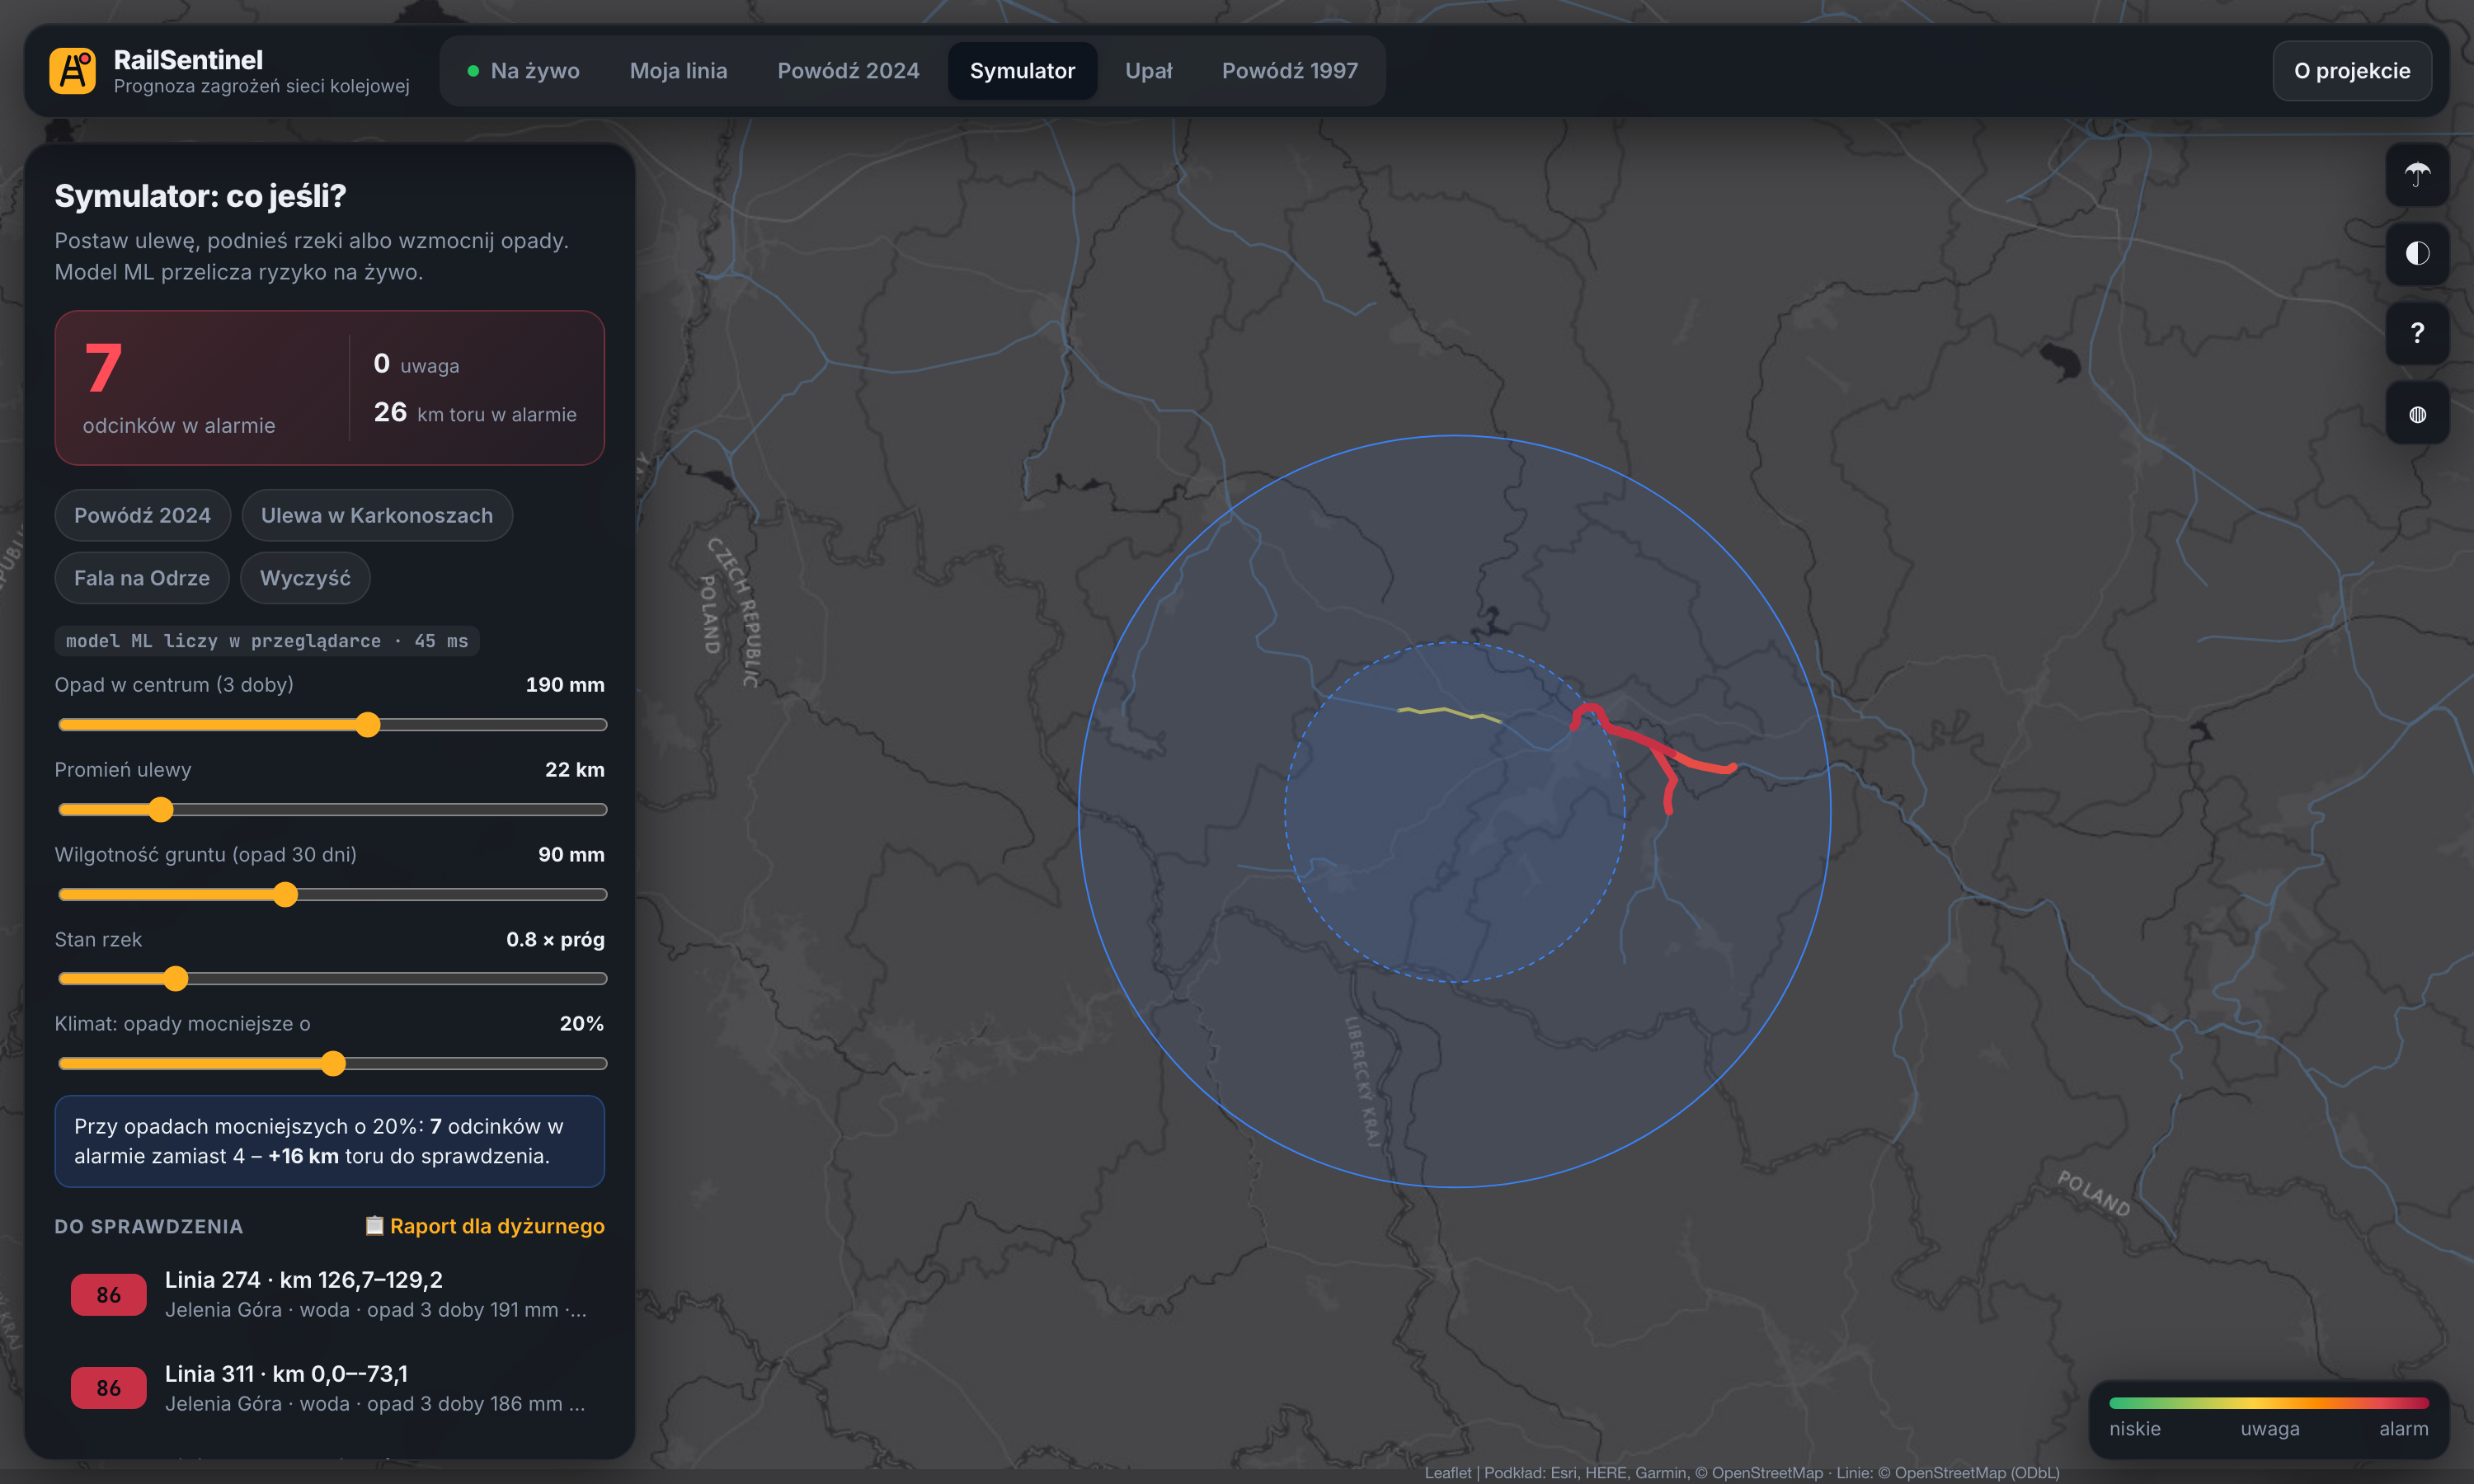 RailSentinel
Prognoza zagrożeń sieci kolejowej
Na żywo
Moja linia
Powódź 2024
Symulator
Upał
Powódź 1997
O projekcie
Symulator: co jeśli?
Postaw ulewę, podnieś rzeki albo wzmocnij opady.
Model ML przelicza ryzyko na żywo.
7
odcinków w alarmie
0 uwaga
26 km toru w alarmie
Powódź 2024
Ulewa w Karkonoszach
Fala na Odrze
Wyczyść
model ML liczy w przeglądarce · 45 ms
Opad w centrum (3 doby) 190 mm
Promień ulewy 22 km
Wilgotność gruntu (opad 30 dni) 90 mm
Stan rzek 0.8 × próg
Klimat: opady mocniejsze o 20%
Przy opadach mocniejszych o 20%: 7 odcinków w
alarmie zamiast 4 – +16 km toru do sprawdzenia.
DO SPRAWDZENIA
📋 Raport dla dyżurnego
86
Linia 274 · km 126,7–129,2
Jelenia Góra · woda · opad 3 doby 191 mm ·...
86
Linia 311 · km 0,0–-73,1
Jelenia Góra · woda · opad 3 doby 186 mm ...
CZECH REPUBLIC
POLAND
LIBERECKÝ KRAJ
POLAND
?
niskie
uwaga
alarm
Leaflet | Podkład: Esri, HERE, Garmin, © OpenStreetMap · Linie: © OpenStreetMap (ODbL)